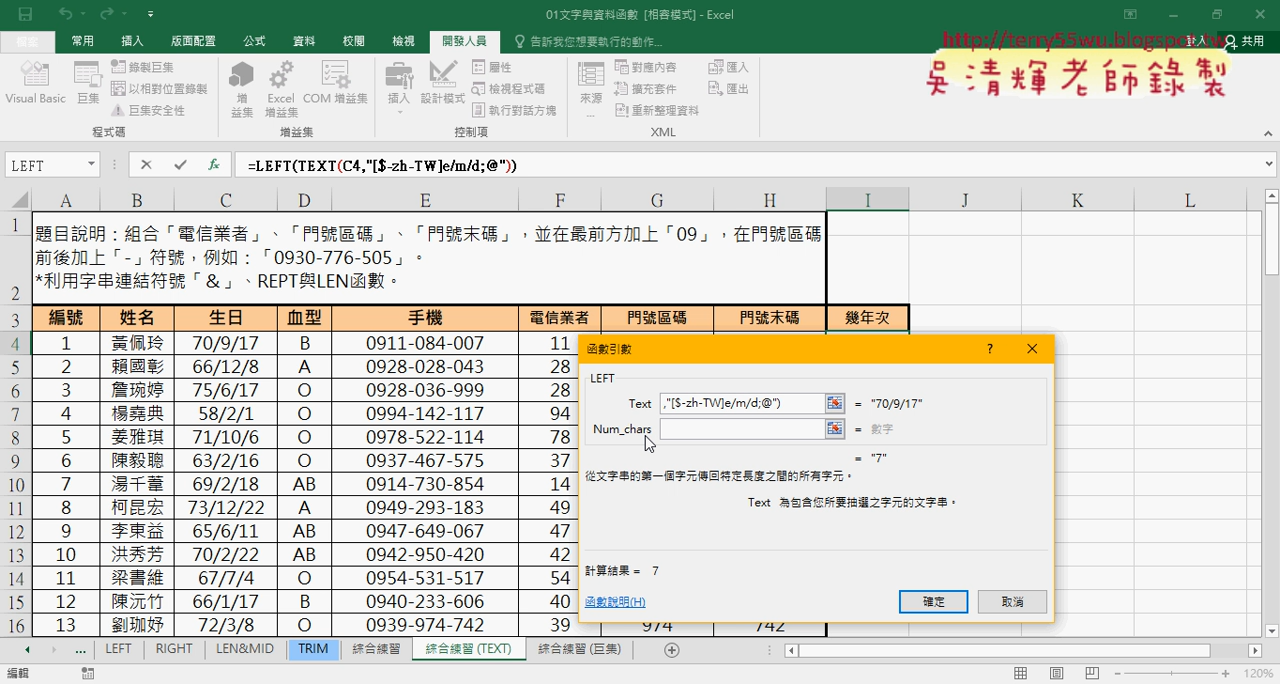 01文字與資料函數 [相容模式] - Excel
檔案 常用 插入 版面配置 公式 資料 校閱 檢視 開發人員 告訴我您想要執行的動作... 登入 共用
http://terry55wu.blogspot.tw
吳清輝老師錄製
Visual Basic 巨集 錄製巨集 以相對位置錄製 巨集安全性 程式碼
增益集 Excel 增益集 COM 增益集 增益集
插入 設計模式 屬性 檢視程式碼 執行對話方塊 控制項
來源... 對應內容 擴充套件 重新整理資料 匯入 匯出 XML
LEFT fx =LEFT(TEXT(C4,"[$-zh-TW]e/m/d;@"))
A B C D E F G H I J K L
1 題目說明：組合「電信業者」、「門號區碼」、「門號末碼」，並在最前方加上「09」，在門號區碼
前後加上「-」符號，例如：「0930-776-505」。
2 *利用字串連結符號「&」、REPT與LEN函數。
3 編號 姓名 生日 血型 手機 電信業者 門號區碼 門號末碼 幾年次
4 1 黃佩玲 70/9/17 B 0911-084-007 11
5 2 賴國彰 66/12/8 A 0928-028-043 28
6 3 詹琬婷 75/6/17 O 0928-036-999 28
7 4 楊堯典 58/2/1 O 0994-142-117 94
8 5 姜雅琪 71/10/6 O 0978-522-114 78
9 6 陳毅聰 63/2/16 O 0937-467-575 37
10 7 湯千葦 69/2/18 AB 0914-730-854 14
11 8 柯昆宏 73/12/22 A 0949-293-183 49
12 9 李東益 65/6/11 AB 0947-649-067 47
13 10 洪秀芳 70/2/22 AB 0942-950-420 42
14 11 梁書維 67/7/4 O 0954-531-517 54
15 12 陳沅竹 66/1/17 B 0940-233-606 40
16 13 劉珈妤 72/3/8 O 0939-974-742 39 974 742
函數引數 ?
LEFT
Text ,"[$-zh-TW]e/m/d;@") = "70/9/17"
Num_chars = 數字
= "7"
從文字串的第一個字元傳回特定長度之間的所有字元。
Text 為包含您所要抽選之字元的文字串。
計算結果 = 7
函數說明(H) 確定 取消
... LEFT RIGHT LEN&MID TRIM 綜合練習 綜合練習 (TEXT) 綜合練習 (巨集)
編輯 120%